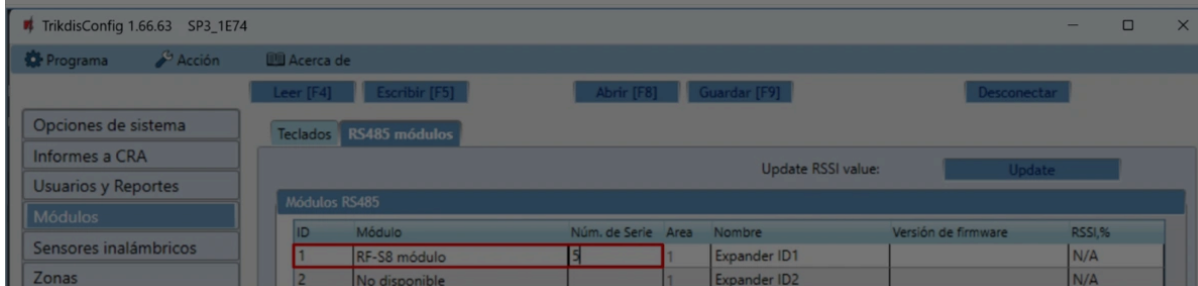 TrikdisConfig 1.66.63 SP3_1E74
Programa Acción Acerca de
Leer [F4] Escribir [F5] Abrir [F8] Guardar [F9] Desconectar
Opciones de sistema
Teclados RS485 módulos
Informes a CRA
Update RSSI value: Update
Usuarios y Reportes
Módulos RS485
Módulos
ID Módulo Núm. de Serie Area Nombre Versión de firmware RSSI,%
Sensores inalámbricos
1 RF-S8 módulo 5 1 Expander ID1 N/A
Zonas
2 No disponible 1 Expander ID2 N/A